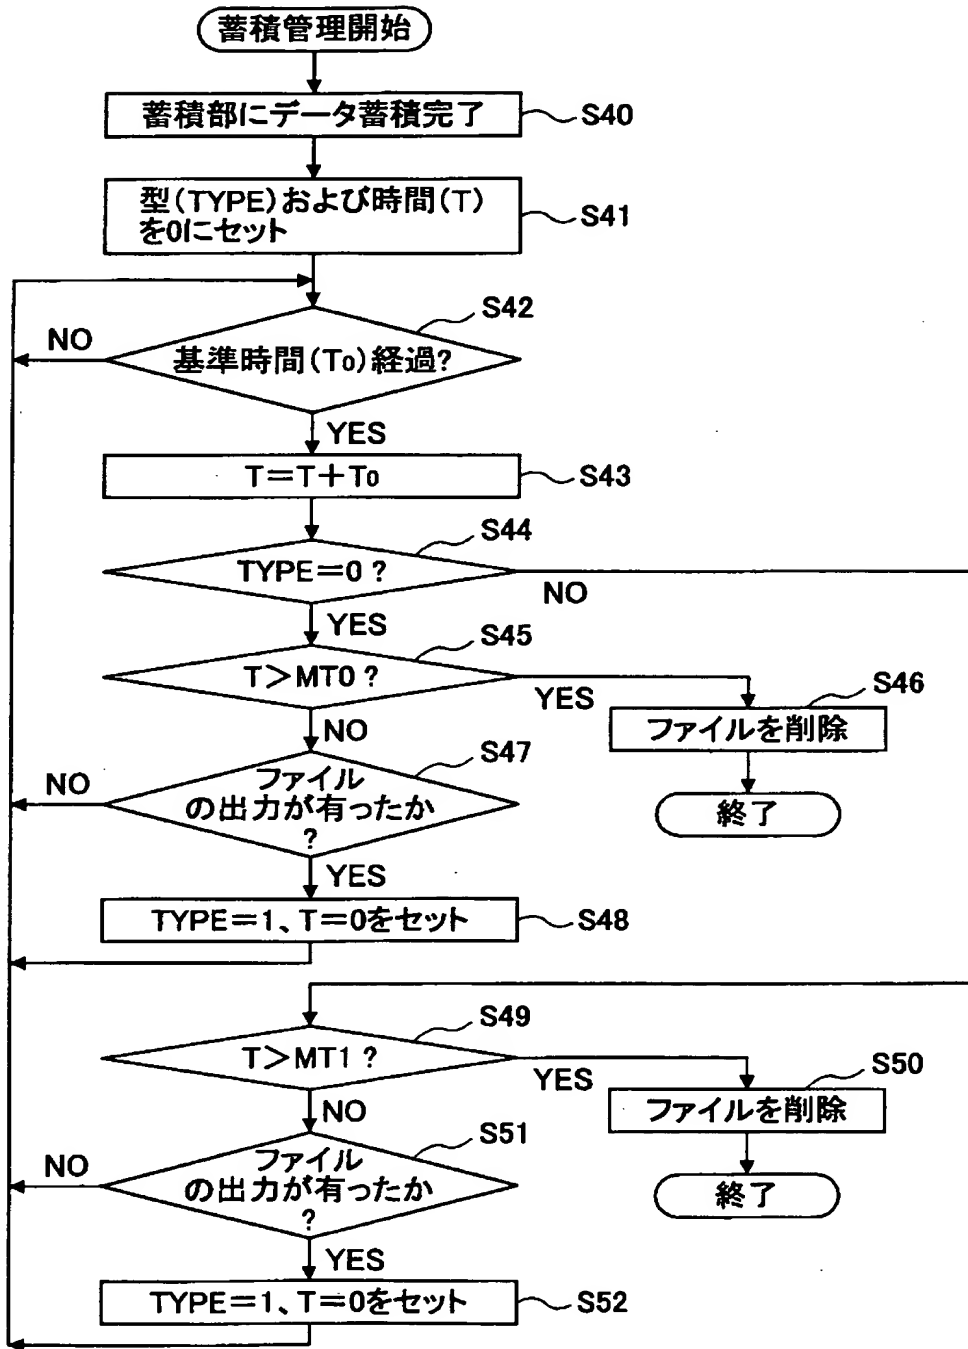 蓄積管理開始
蓄積部にデータ蓄積完了
S40
型(TYPE)および時間(T)
を0にセット
S41
S42
NO
基準時間(T0)経過?
YES
T=T+T0
S43
S44
TYPE=0?
NO
YES
S45
T>MT0?
YES
S46
ファイルを削除
NO
S47
終了
NO
ファイル
の出力が有ったか
?
YES
TYPE=1、T=0をセット
S48
S49
T>MT1?
YES
S50
ファイルを削除
NO
S51
終了
NO
ファイル
の出力が有ったか
?
YES
TYPE=1、T=0をセット
S52